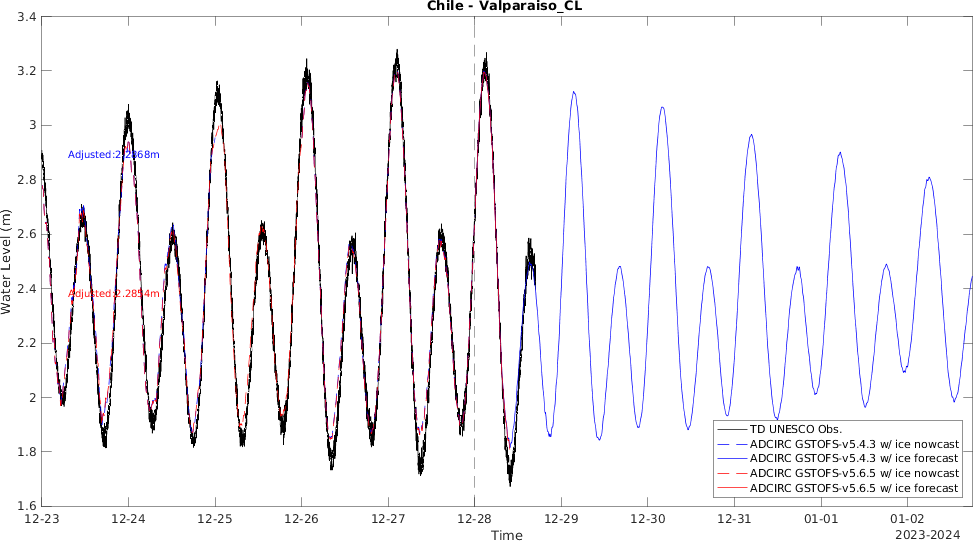 Chile - Valparaiso_CL
3.4
3.2
3
2.8
2.6
2.4
2.2
2
1.8
1.6
Water Level (m)
Adjusted:2.2868m
Adjusted:2.2854m
TD UNESCO Obs.
ADCIRC GSTOFS-v5.4.3 w/ ice nowcast
ADCIRC GSTOFS-v5.4.3 w/ ice forecast
ADCIRC GSTOFS-v5.6.5 w/ ice nowcast
ADCIRC GSTOFS-v5.6.5 w/ ice forecast
12-23 12-24 12-25 12-26 12-27 12-28 12-29 12-30 12-31 01-01 01-02
Time
2023-2024